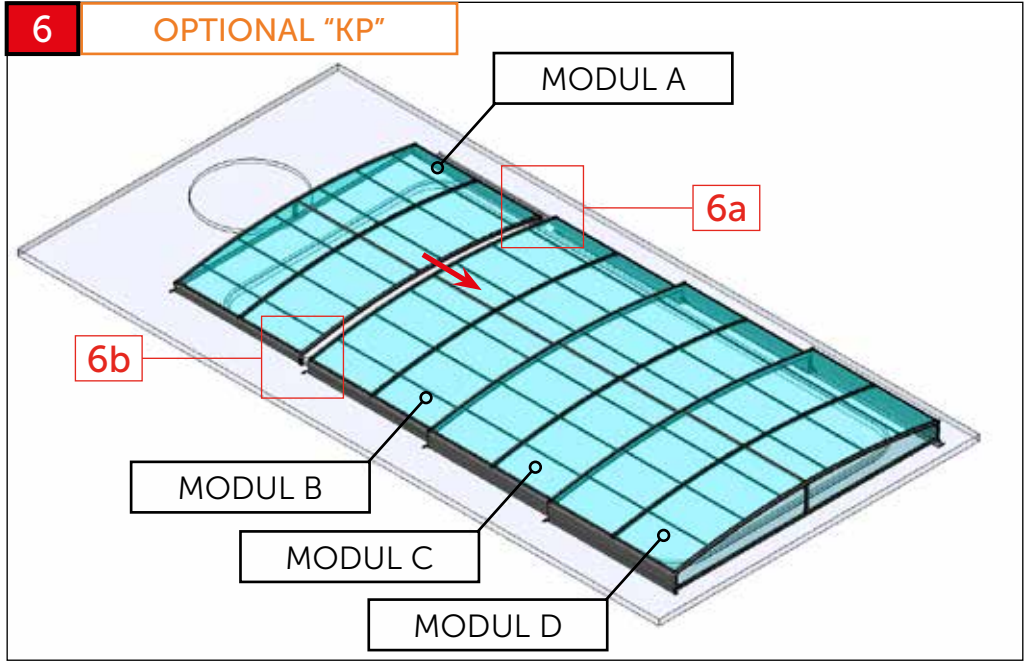 6
OPTIONAL “KP”
MODUL A
6a
6b
MODUL B
MODUL C
MODUL D